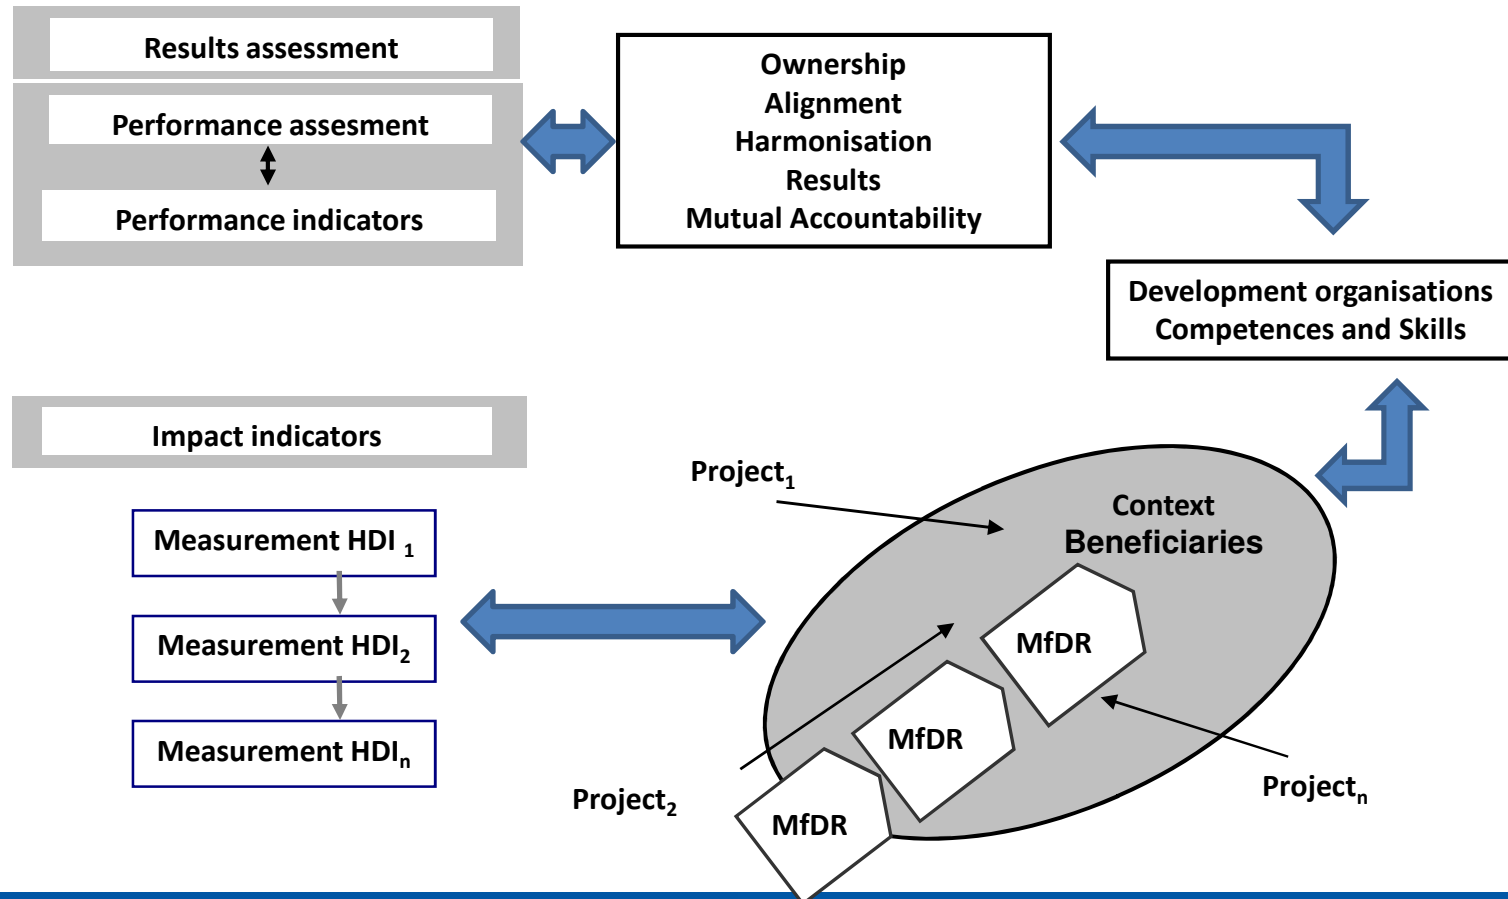 Results assessment
Performance assesment
Performance indicators
Ownership
Alignment
Harmonisation
Results
Mutual Accountability
Development organisations
Competences and Skills
Impact indicators
Measurement HDI 1
Measurement HDI2
Measurement HDIn
Project1
Context
Beneficiaries
MfDR
MfDR
MfDR
Project2
Projectn